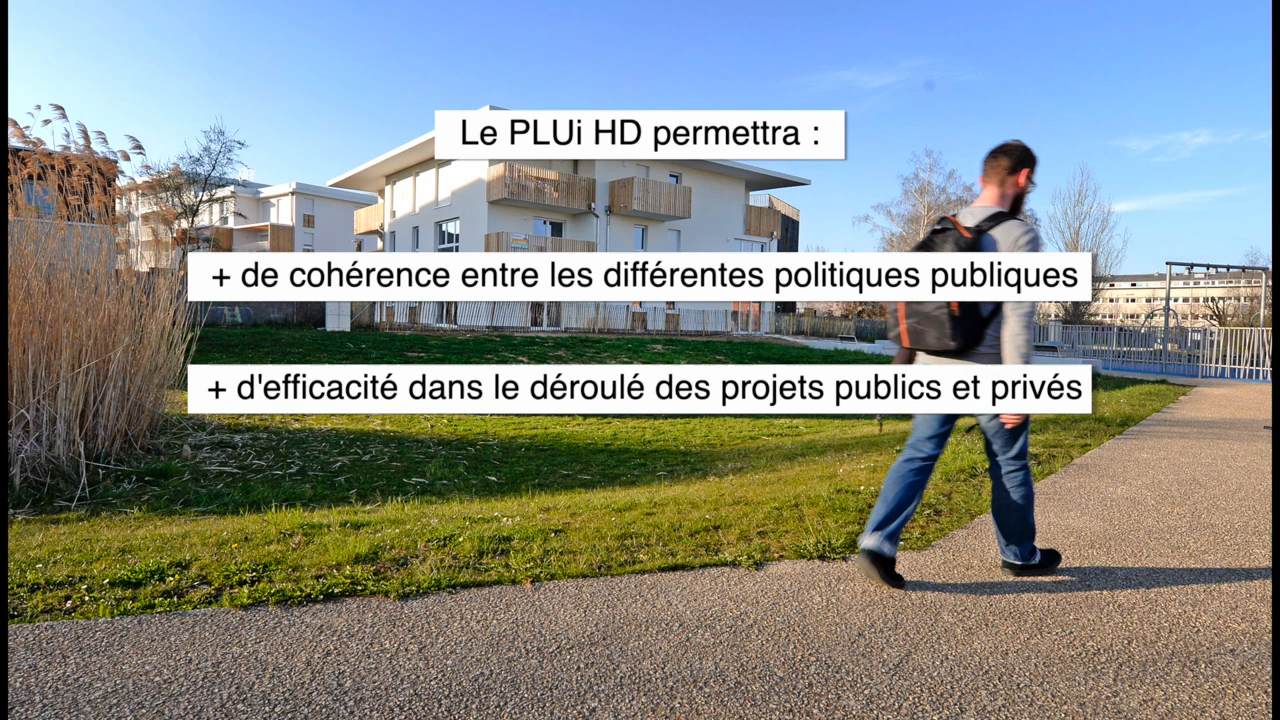 Le PLUi HD permettra :
+ de cohérence entre les différentes politiques publiques
+ d'efficacité dans le déroulé des projets publics et privés